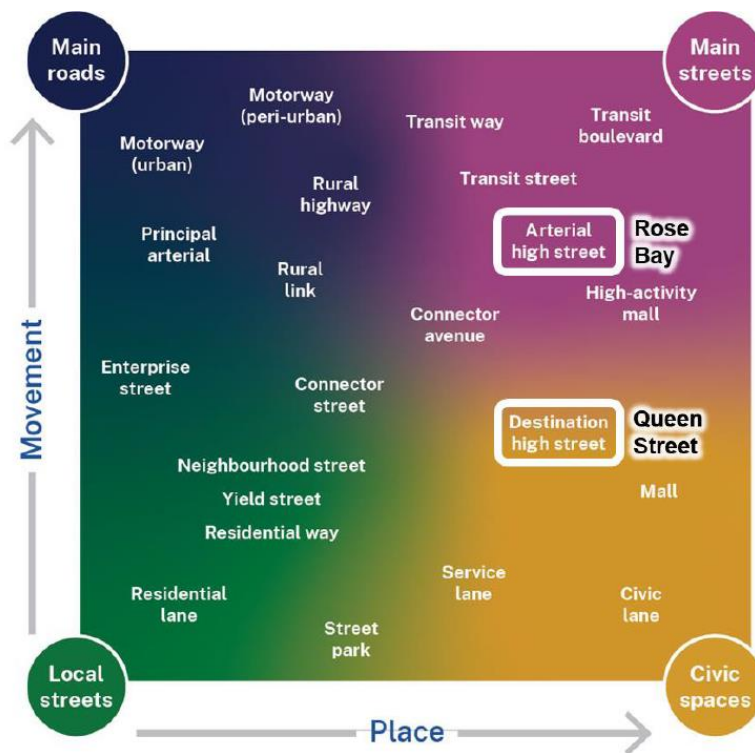 Main
roads
Main
streets
Motorway
(peri-urban)
Transit way
Transit
boulevard
Motorway
(urban)
Transit street
Rural
highway
Principal
arterial
Arterial
high street
Rose
Bay
Rural
link
High-activity
mall
Connector
avenue
Enterprise
street
Connector
street
Destination
high street
Queen
Street
Neighbourhood street
Mall
Yield street
Residential way
Service
lane
Residential
lane
Civic
lane
Street
park
Local
streets
Civic
spaces
Movement
Place